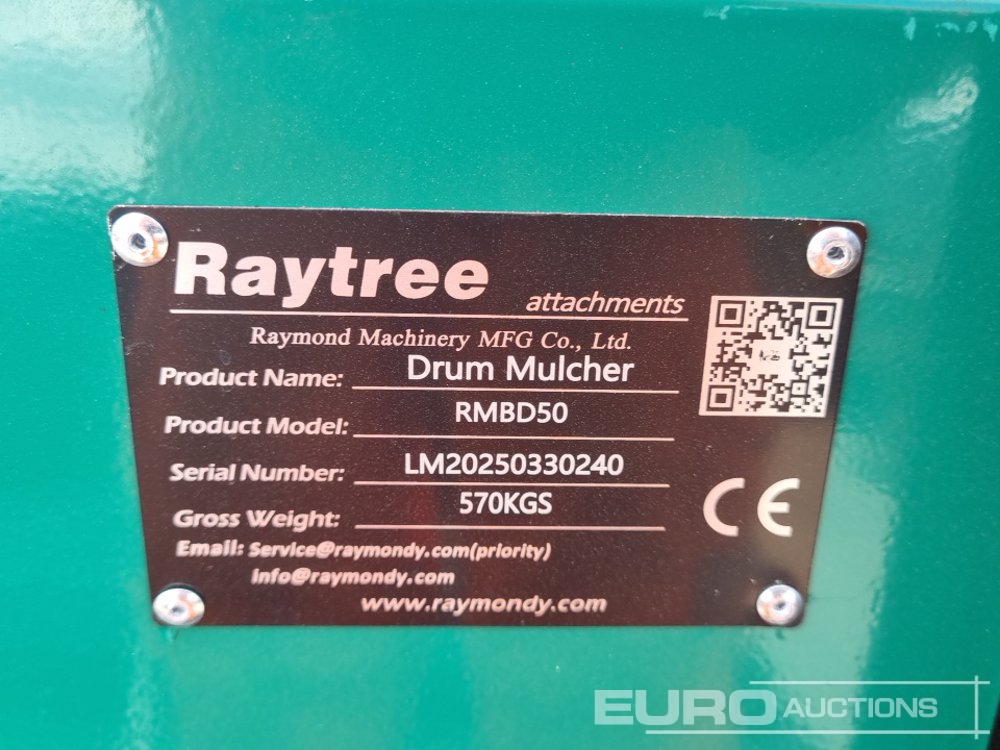 Raytree
attachments
Raymond Machinery MFG Co., Ltd.
Product Name: Drum Mulcher
Product Model: RMBD50
Serial Number: LM20250330240
Gross Weight: 570KGS
Email: Service@raymondy.com(priority)
info@raymondy.com
www.raymondy.com
CE
EURO AUCTIONS